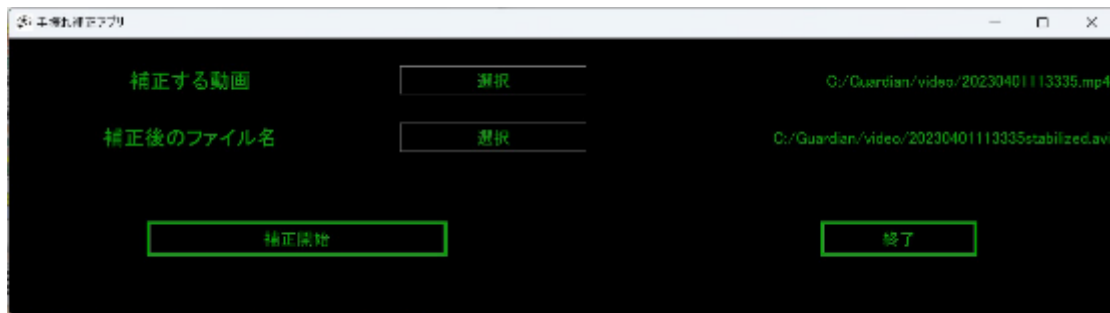 手振れ補正アプリ
補正する動画 選択 C:/Guardian/video/20230401113335.mp4
補正後のファイル名 選択 C:/Guardian/video/20230401113335stabilized.avi
補正開始 終了